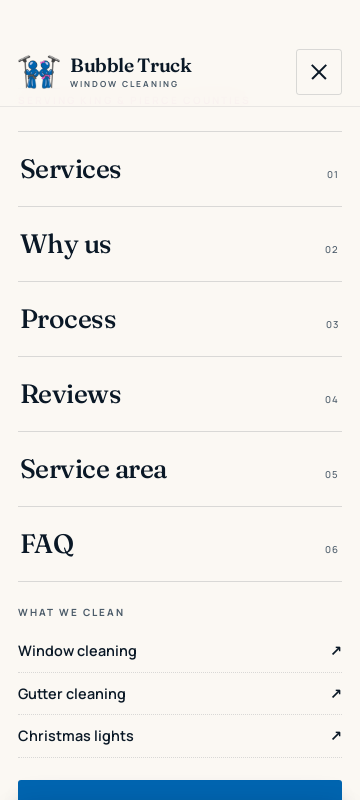 Bubble Truck
WINDOW CLEANING
Services
01
Why us
02
Process
03
Reviews
04
Service area
05
FAQ
06
WHAT WE CLEAN
Window cleaning ↗
Gutter cleaning ↗
Christmas lights ↗